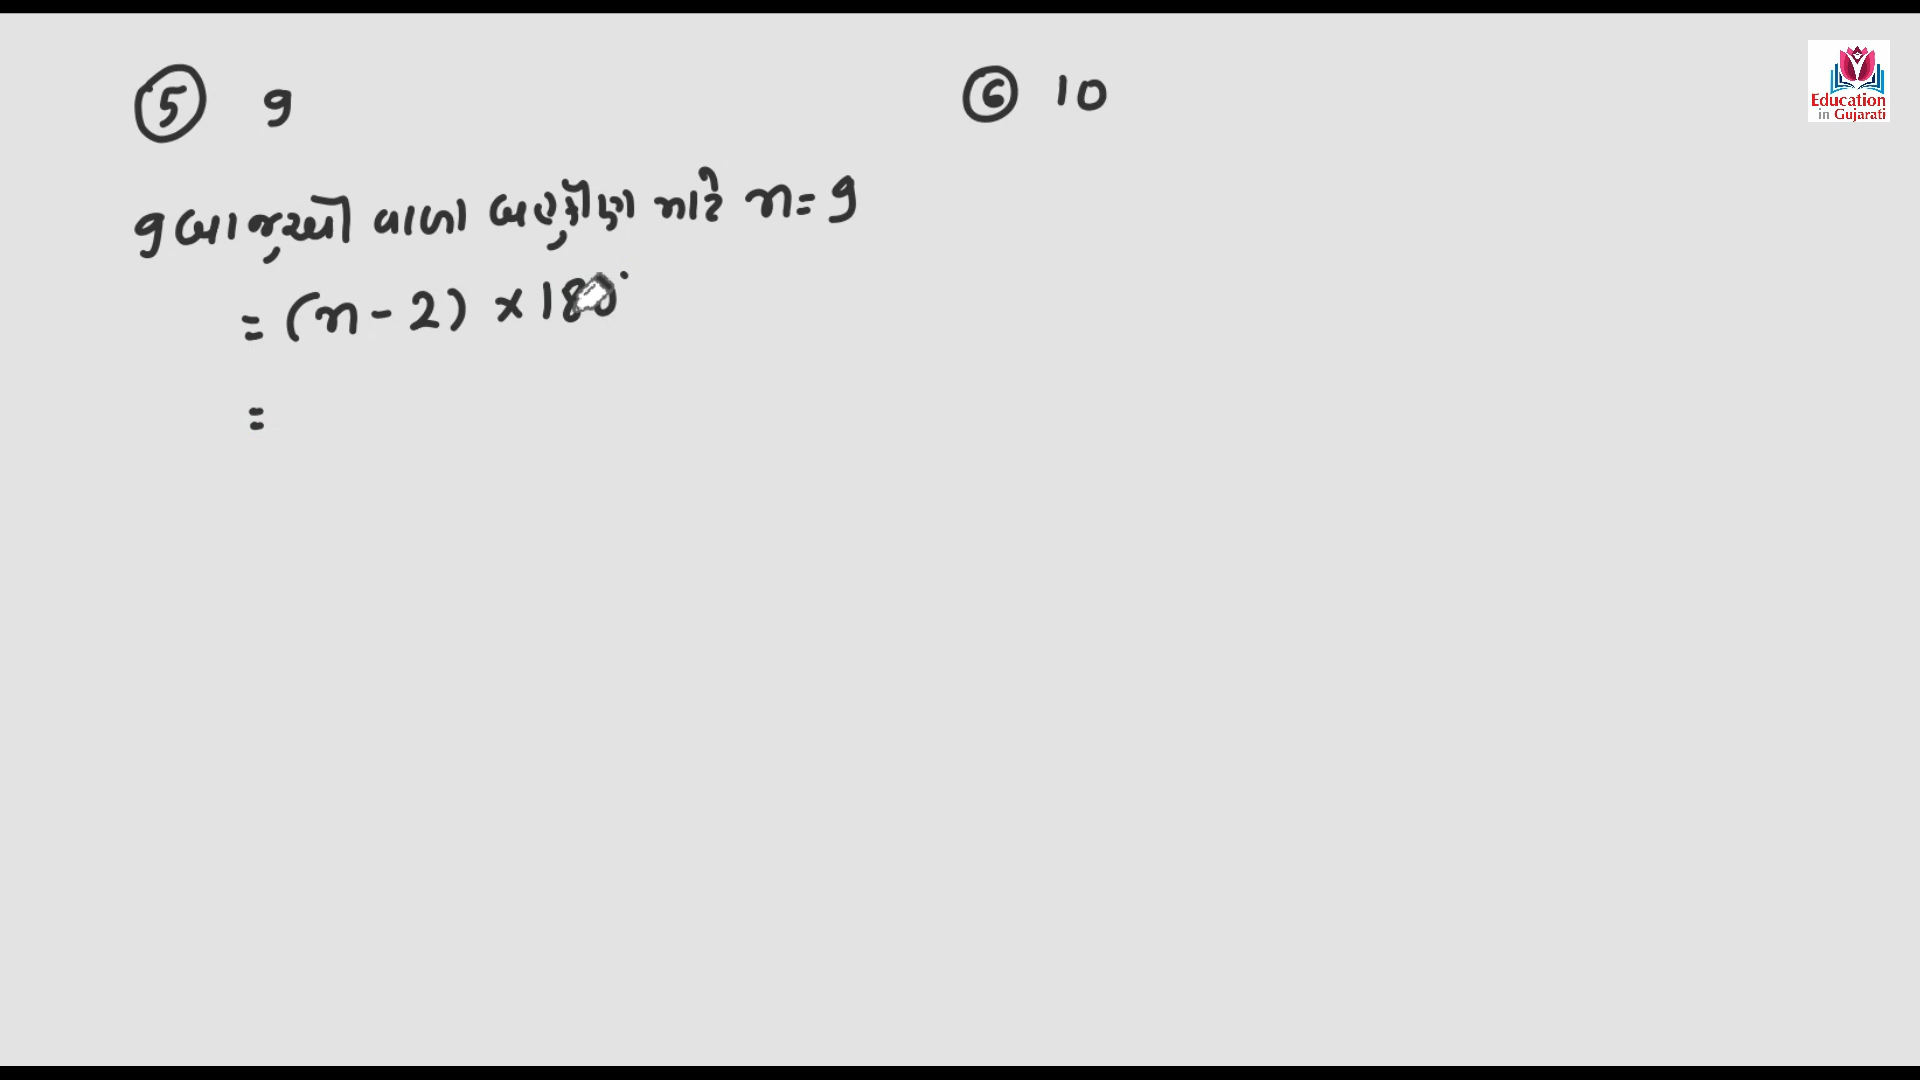 ⑤ 9
⑥ 10
9 બાજુઓ વાળા બહુકોણ માટે n = 9
= (n - 2) × 180°
=
Education
in Gujarati